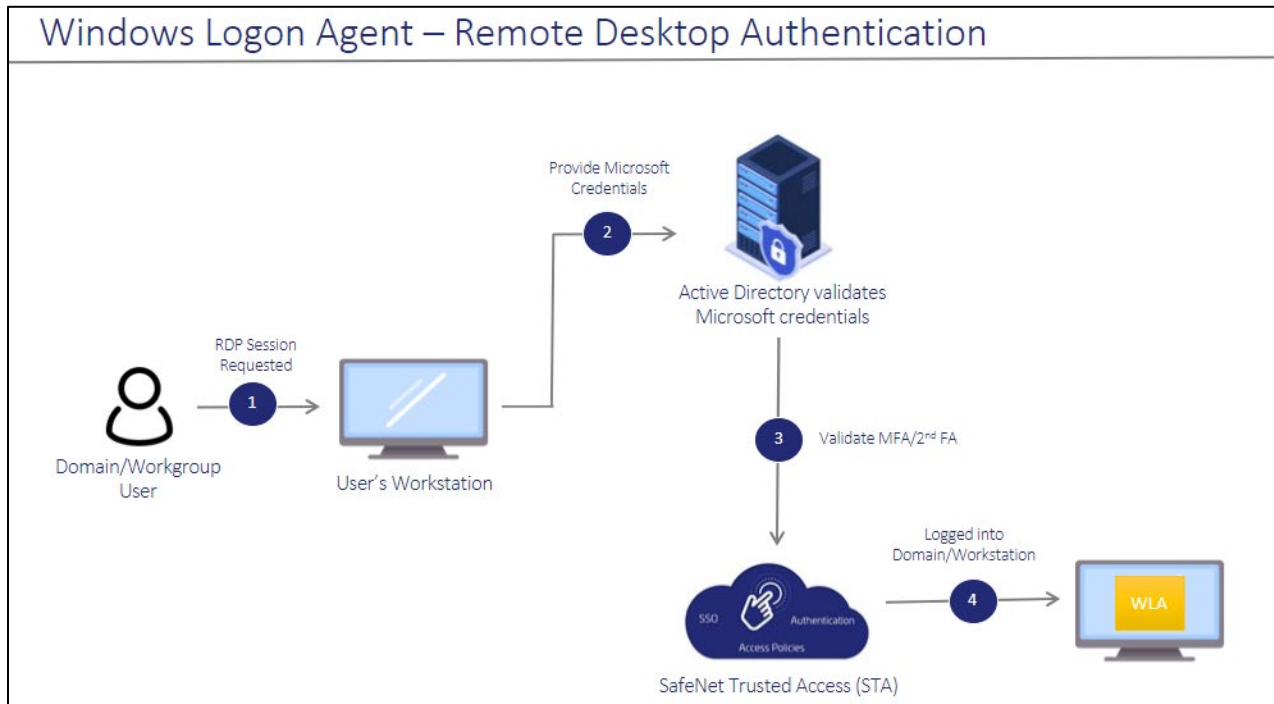 Windows Logon Agent – Remote Desktop Authentication
Provide Microsoft
Credentials
2
Active Directory validates
Microsoft credentials
RDP Session
Requested
1
Domain/Workgroup
User
User's Workstation
3
Validate MFA/2nd FA
Logged into
Domain/Workstation
4
WLA
SSO
Authentication
Access Policies
SafeNet Trusted Access (STA)